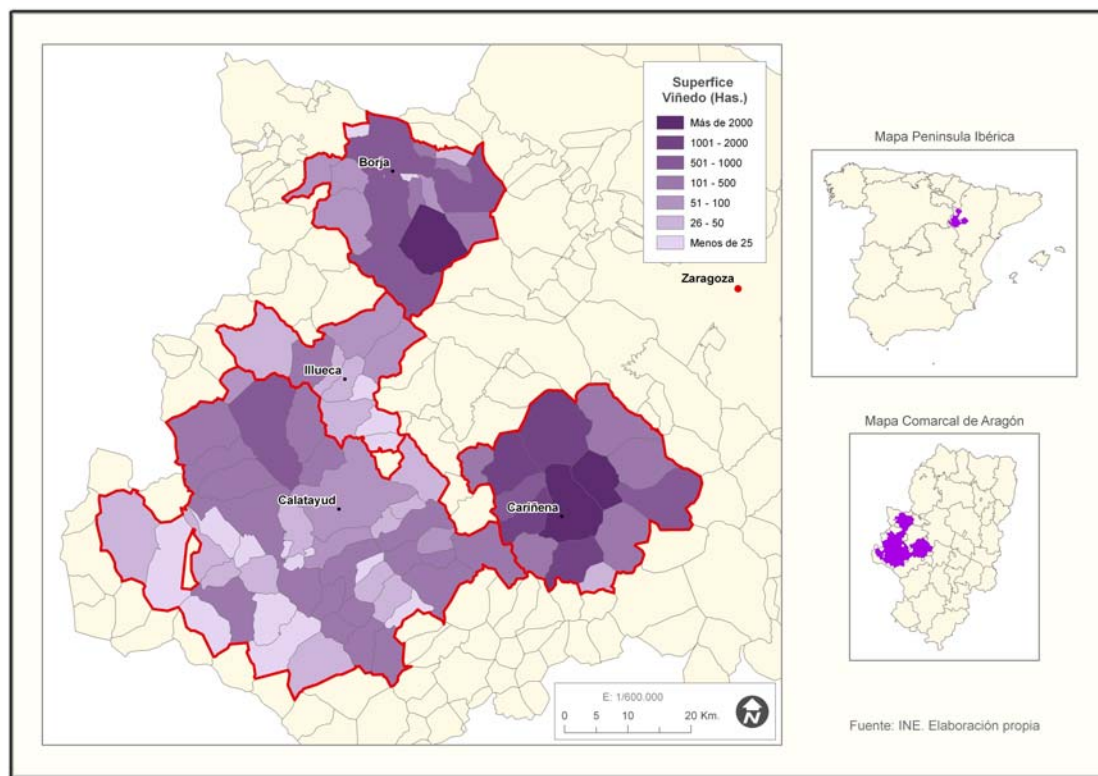 Superfice
Viñedo (Has.)
Más de 2000
1001 - 2000
501 - 1000
101 - 500
51 - 100
26 - 50
Menos de 25
Borja
Zaragoza
Illueca
Calatayud
Cariñena
E: 1/600.000
0 5 10 20 Km.
N
Mapa Peninsula Ibérica
Mapa Comarcal de Aragón
Fuente: INE. Elaboración propia